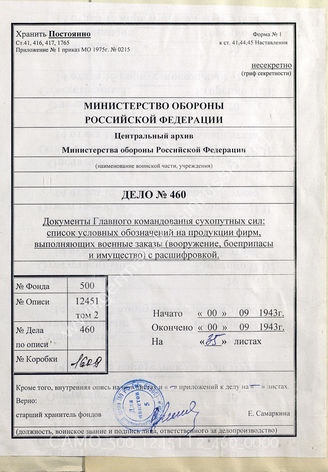 Хранить Постоянно
Форма № 1
Ст.41, 416, 417, 1765
к ст. 41,44,45 Наставления
Приложение № 1 приказ МО 1975г. № 0215
несекретно
(гриф секретности)
МИНИСТЕРСТВО ОБОРОНЫ
РОССИЙСКОЙ ФЕДЕРАЦИИ
Центральный архив
Министерства обороны Российской Федерации
(наименование воинской части, учреждения)
ДЕЛО № 460
Документы Главного командования сухопутных сил:
список условных обозначений на продукции фирм,
выполняющих военные заказы (вооружение, боеприпасы
и имущество) с расшифровкой.
№ Фонда 500
№ Описи 12451
том 2
№ Дела 460
по описи
№ Коробки
Начато « 00 » 09 1943г.
Окончено « 00 » 09 1943г.
На «35» листах
Кроме того, внутренняя опись на листах и « » приложений к делу на листах.
Верно:
старший хранитель фондов
Е. Самаркина
(должность, воинское звание и подпись лица, ответственного за делопроизводство)